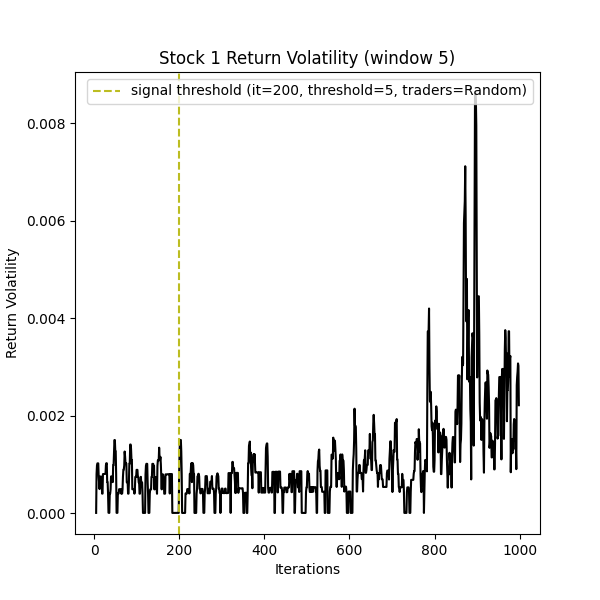 Stock 1 Return Volatility (window 5)
signal threshold (it=200, threshold=5, traders=Random)
0.008
0.006
0.004
0.002
0.000
Return Volatility
0
200
400
600
800
1000
Iterations